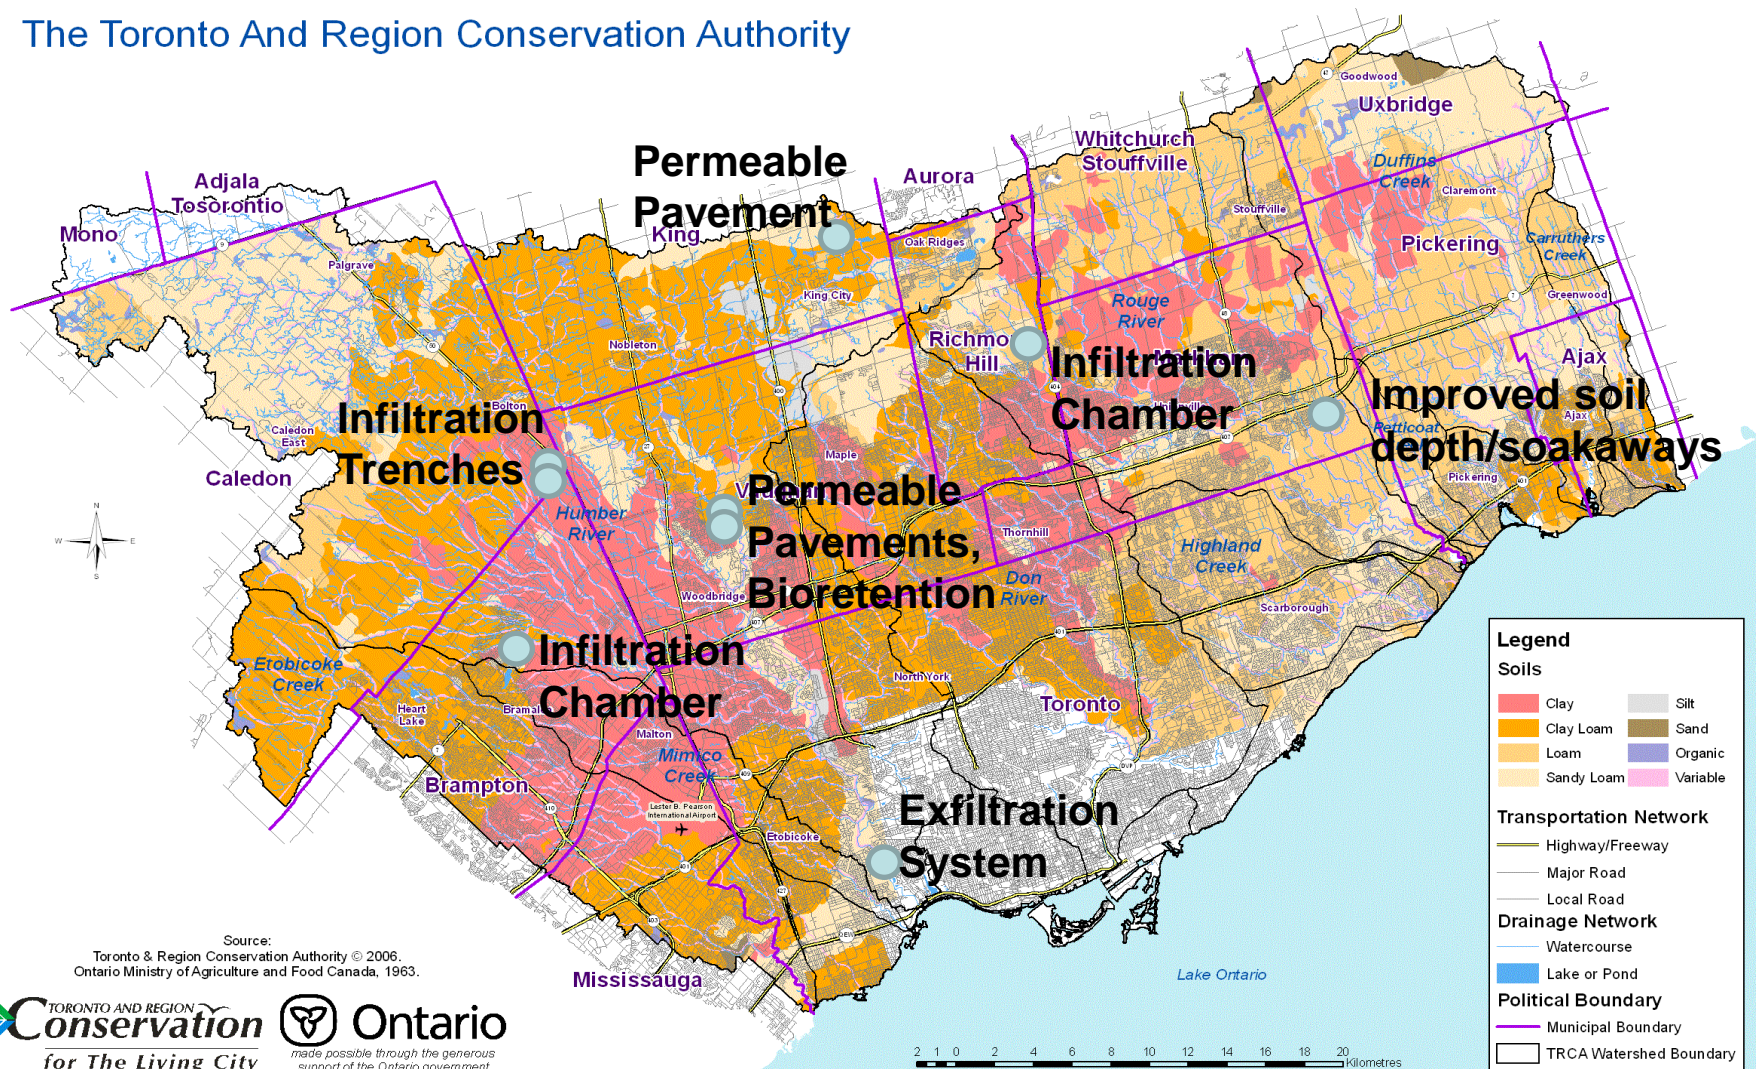 The Toronto And Region Conservation Authority
Goodwood
Uxbridge
Whitchurch
Stouffville
Permeable
Pavement
Aurora
Duffins
Creek
Adjala
Tosorontio
Claremont
Stouffville
Mono
King
Oak Ridges
Pickering
Carruthers
Creek
Palgrave
King City
Rouge
River
Greenwood
Nobleton
Richmo
Hill
Infiltration
Chamber
Ajax
Improved soil
depth/soakaways
Ajax
Petticoat
Bolton
Infiltration
Trenches
Caledon
East
Caledon
Maple
Pickering
Permeable
Pavements,
Bioretention
Humber
River
Thornhill
Highland
Creek
Don
River
Woodbridge
Scarborough
N
W
E
S
Infiltration
Chamber
Etobicoke
Creek
North York
Toronto
Heart
Lake
Malton
Mimico
Creek
Brampton
Lester B. Pearson
International Airport
Etobicoke
Exfiltration
System
Mississauga
Lake Ontario
Legend
Soils
Clay
Silt
Clay Loam
Sand
Loam
Organic
Sandy Loam
Variable
Transportation Network
Highway/Freeway
Major Road
Local Road
Drainage Network
Watercourse
Lake or Pond
Political Boundary
Municipal Boundary
TRCA Watershed Boundary
Source:
Toronto & Region Conservation Authority © 2006.
Ontario Ministry of Agriculture and Food Canada, 1963.
TORONTO AND REGION
Conservation
for The Living City
Ontario
made possible through the generous
support of the Ontario government
2 1 0 2 4 6 8 10 12 14 16 18 20
Kilometres